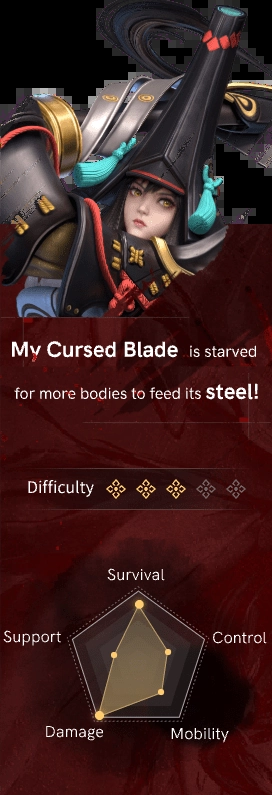 My Cursed Blade is starved
for more bodies to feed its steel!
Difficulty
Survival
Support
Control
Damage
Mobility